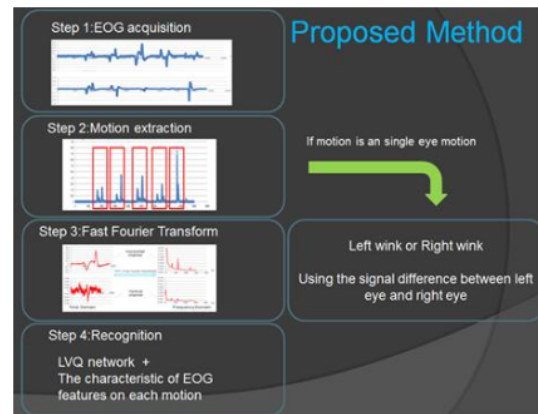 Proposed Method
Step 1:EOG acquisition
Step 2:Motion extraction
If motion is an single eye motion
Step 3:Fast Fourier Transform
Left wink or Right wink
Using the signal difference between left
eye and right eye
Step 4:Recognition
LVQ network +
The characteristic of EOG
features on each motion